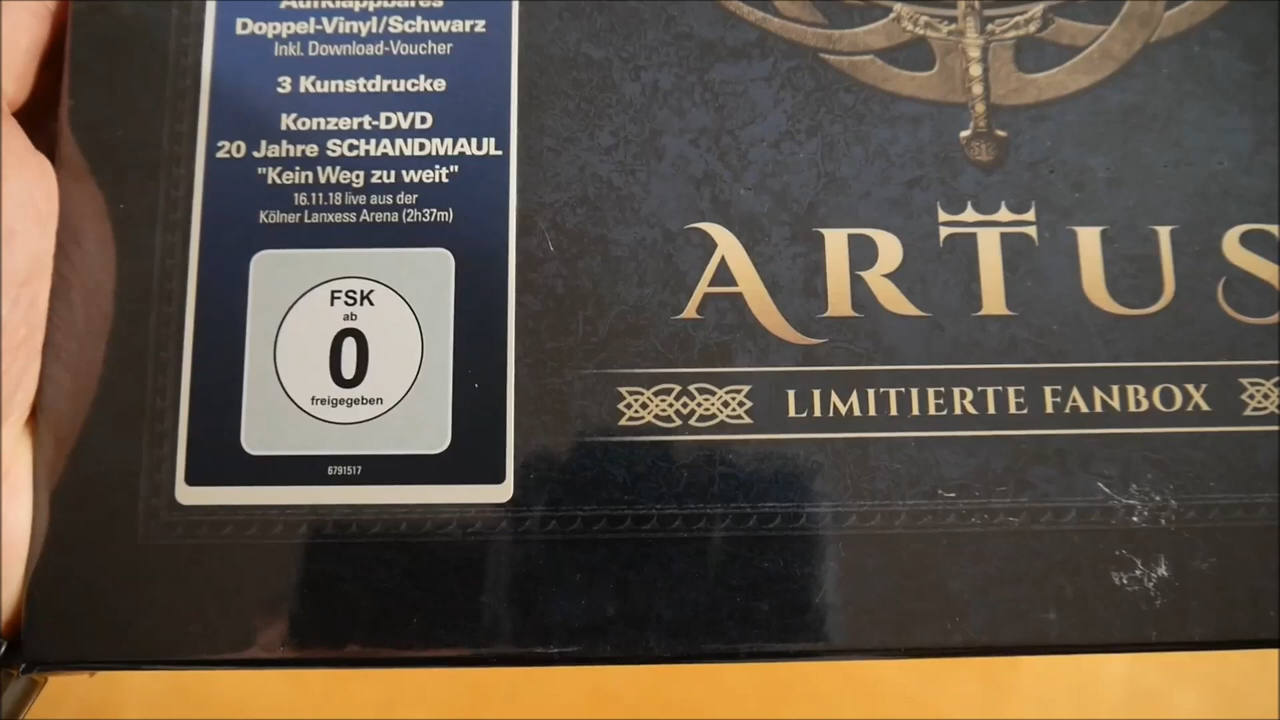 Aufklappbares
Doppel-Vinyl/Schwarz
Inkl. Download-Voucher
3 Kunstdrucke
Konzert-DVD
20 Jahre SCHANDMAUL
"Kein Weg zu weit"
16.11.18 live aus der
Kölner Lanxess Arena (2h37m)
FSK
ab
0
freigegeben
6791517
ARTUS
LIMITIERTE FANBOX